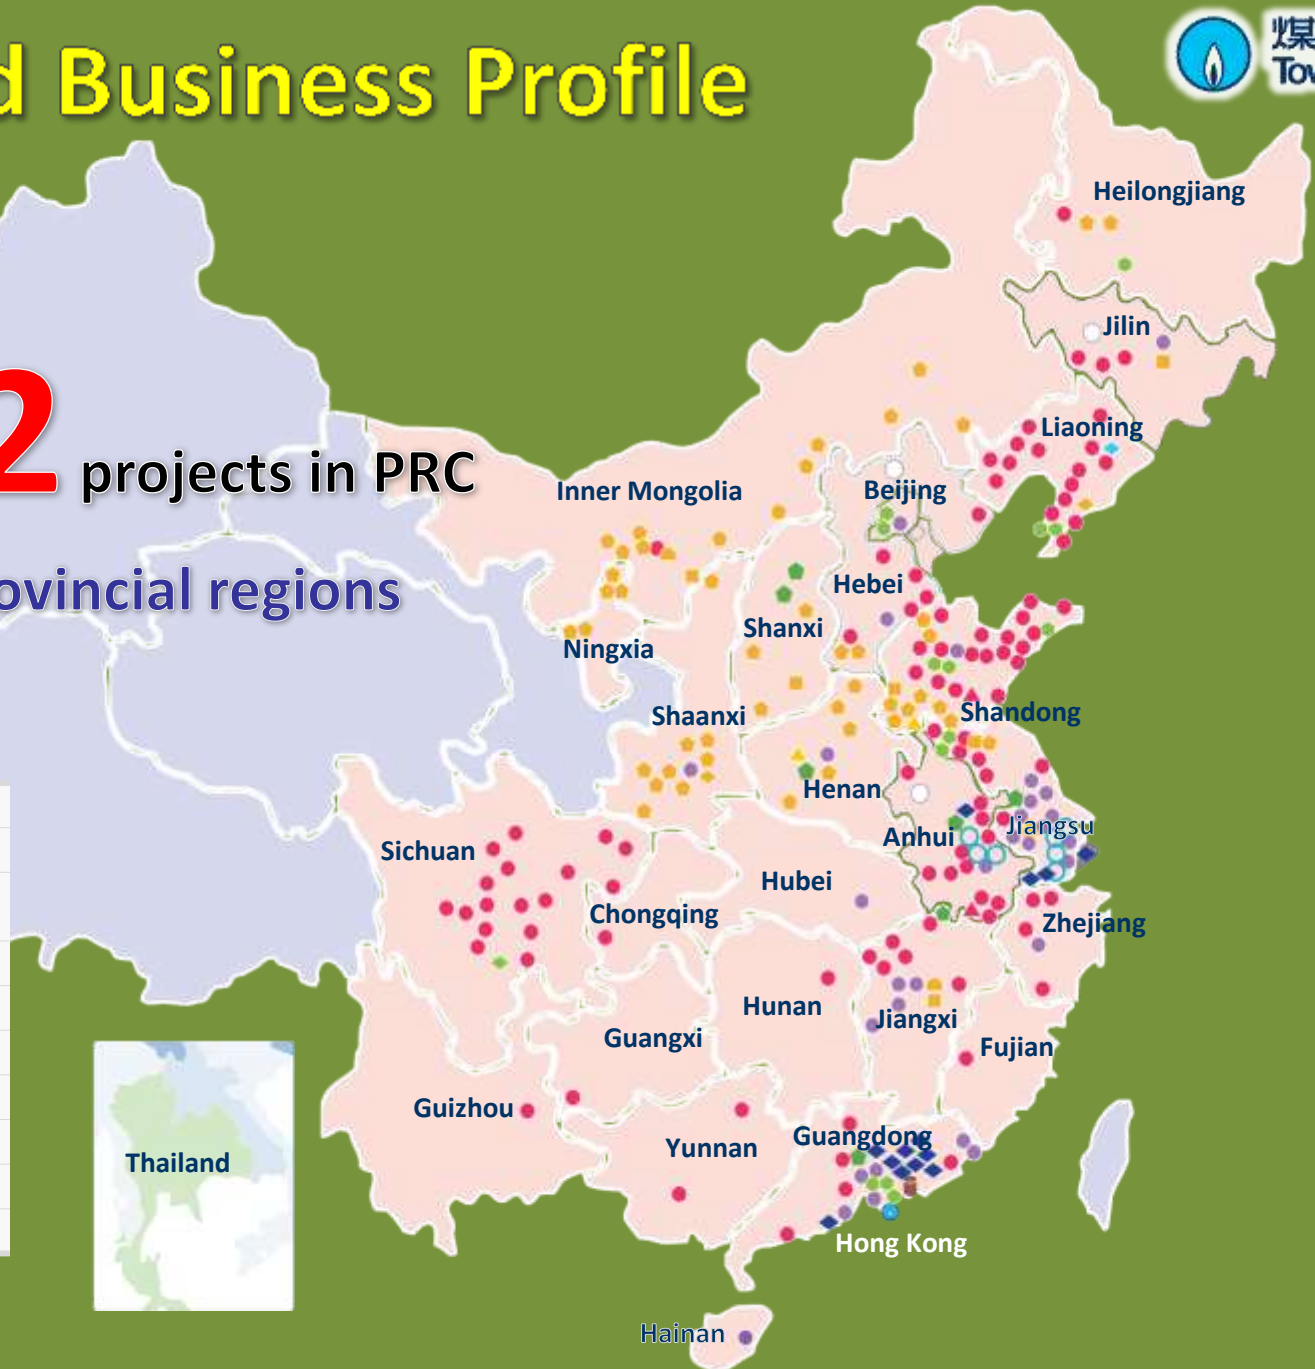 d Business Profile
煤
Tow
Heilongjiang
Jilin
Liaoning
2 projects in PRC
Inner Mongolia
Beijing
ovincial regions
Hebei
Shanxi
Ningxia
Shaanxi
Shandong
Henan
Anhui
Jiangsu
Sichuan
Hubei
Chongqing
Zhejiang
Hunan
Jiangxi
Guangxi
Fujian
Guizhou
Guangdong
Yunnan
Thailand
Hong Kong
Hainan